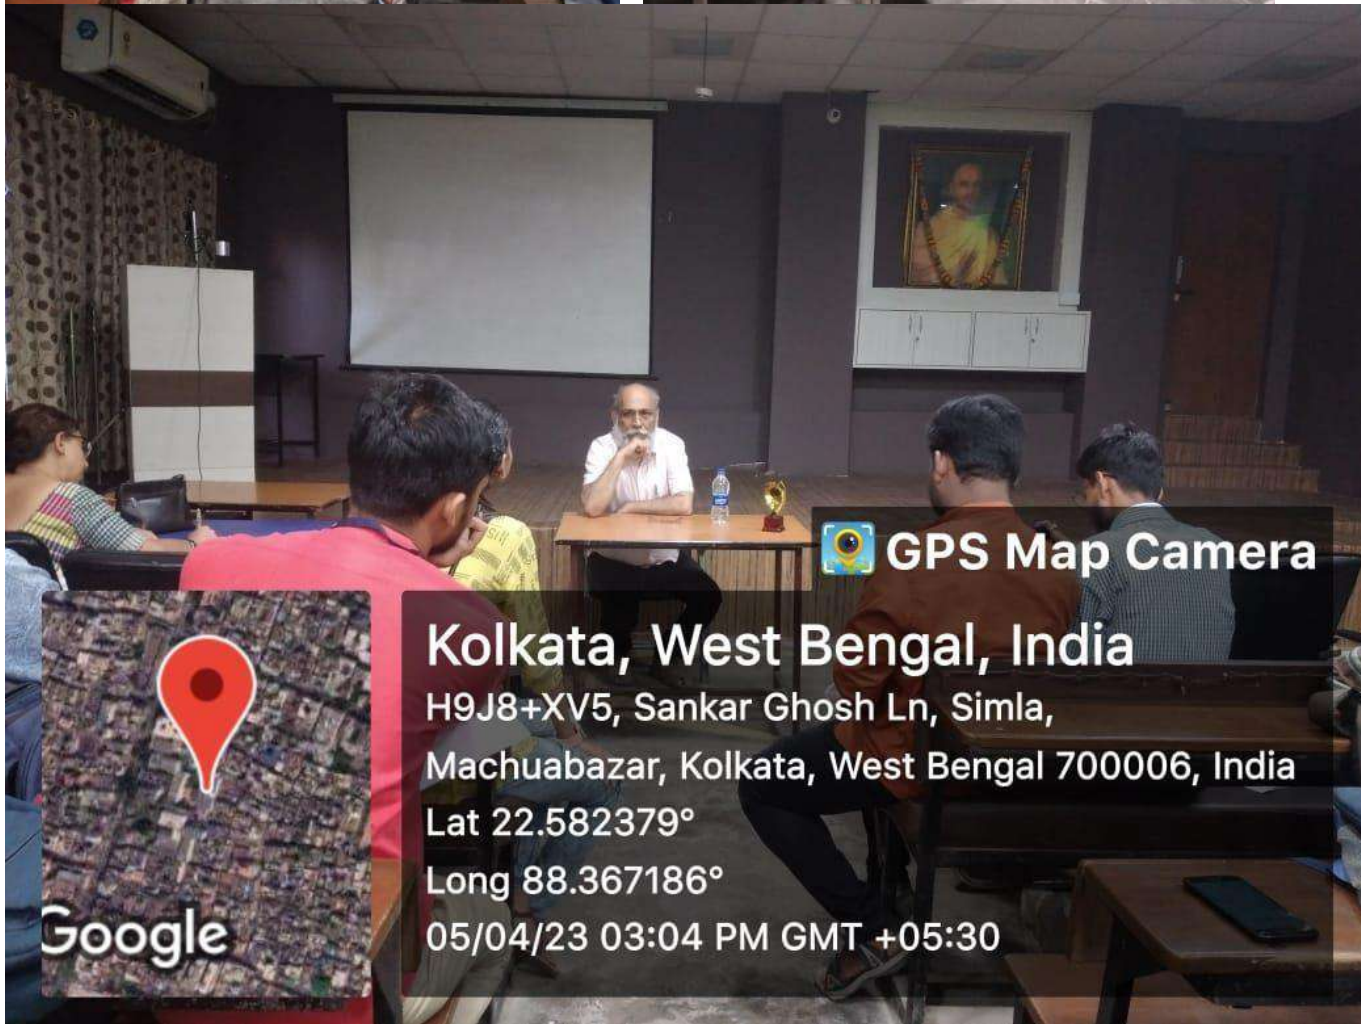 GPS Map Camera
Kolkata, West Bengal, India
H9J8+XV5, Sankar Ghosh Ln, Simla,
Machuabazar, Kolkata, West Bengal 700006, India
Lat 22.582379°
Long 88.367186°
05/04/23 03:04 PM GMT +05:30
Google